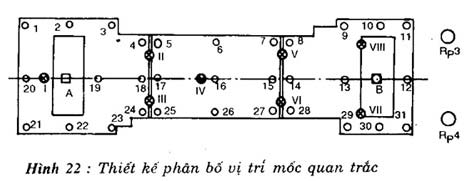 1 2 3 4 5 6 7 8 9 10 11
II V VIII Rp3
20 I A 19 18 17 IV 16 15 14 13 B 12
III VI VII
24 25 26 27 28
21 22 23 29 30 31 Rp4
Hình 22 : Thiết kế phân bố vị trí mốc quan trắc